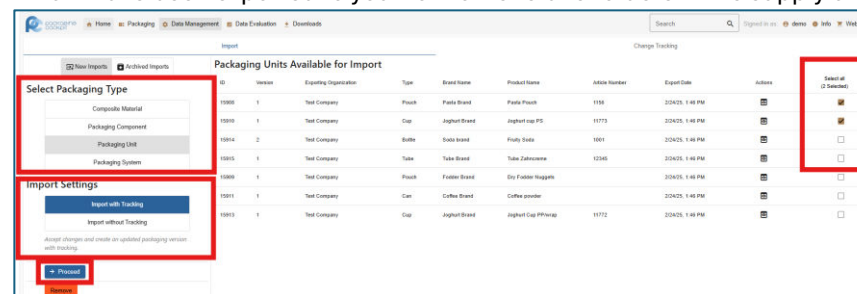 Home Packaging Data Management Data Evaluation Downloads Search Signed in as: demo Info
Import Change Tracking
New Imports Archived Imports
Packaging Units Available for Import
Select Packaging Type
Composite Material
Packaging Component
Packaging Unit
Packaging System
Import Settings
Import with Tracking
Import without Tracking
Accept changes and create an updated packaging version
with tracking.
+ Proceed
Remove
ID Version Exporting Organization Type Brand Name Product Name Article Number Export Date Actions Select all
(2 Selected)
1 Test Company Pouch Pasta Brand Pasta Pouch 1150 2/24/25, 1:46 PM
15910 1 Test Company Cup Joghurt Brand Joghurt cup PS 11773 2/24/25, 1:46 PM
15914 2 Test Company Bottle Soda brand Fruity Soda 1001 2/24/25, 1:46 PM
15915 1 Test Company Tube Tube Brand Tube Zahncreme 12345 2/24/25, 1:46 PM
15909 1 Test Company Pouch Fodder Brand Dry Fodder Nuggets 2/24/25, 1:46 PM
15911 1 Test Company Can Coffee Brand Coffee powder 2/24/25, 1:46 PM
15913 1 Test Company Cup Joghurt Brand Joghurt Cup PP/wrap 11772 2/24/25, 1:46 PM